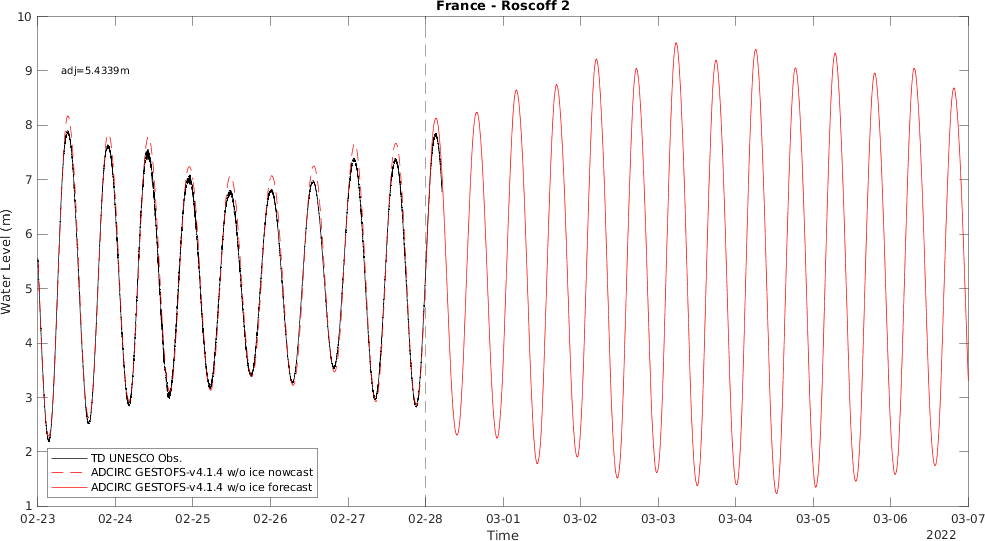 France - Roscoff 2
10
9
8
7
6
5
4
3
2
1
Water Level (m)
adj=5.4339m
TD UNESCO Obs.
ADCIRC GESTOFS-v4.1.4 w/o ice nowcast
ADCIRC GESTOFS-v4.1.4 w/o ice forecast
02-23 02-24 02-25 02-26 02-27 02-28 03-01 03-02 03-03 03-04 03-05 03-06 03-07
Time
2022